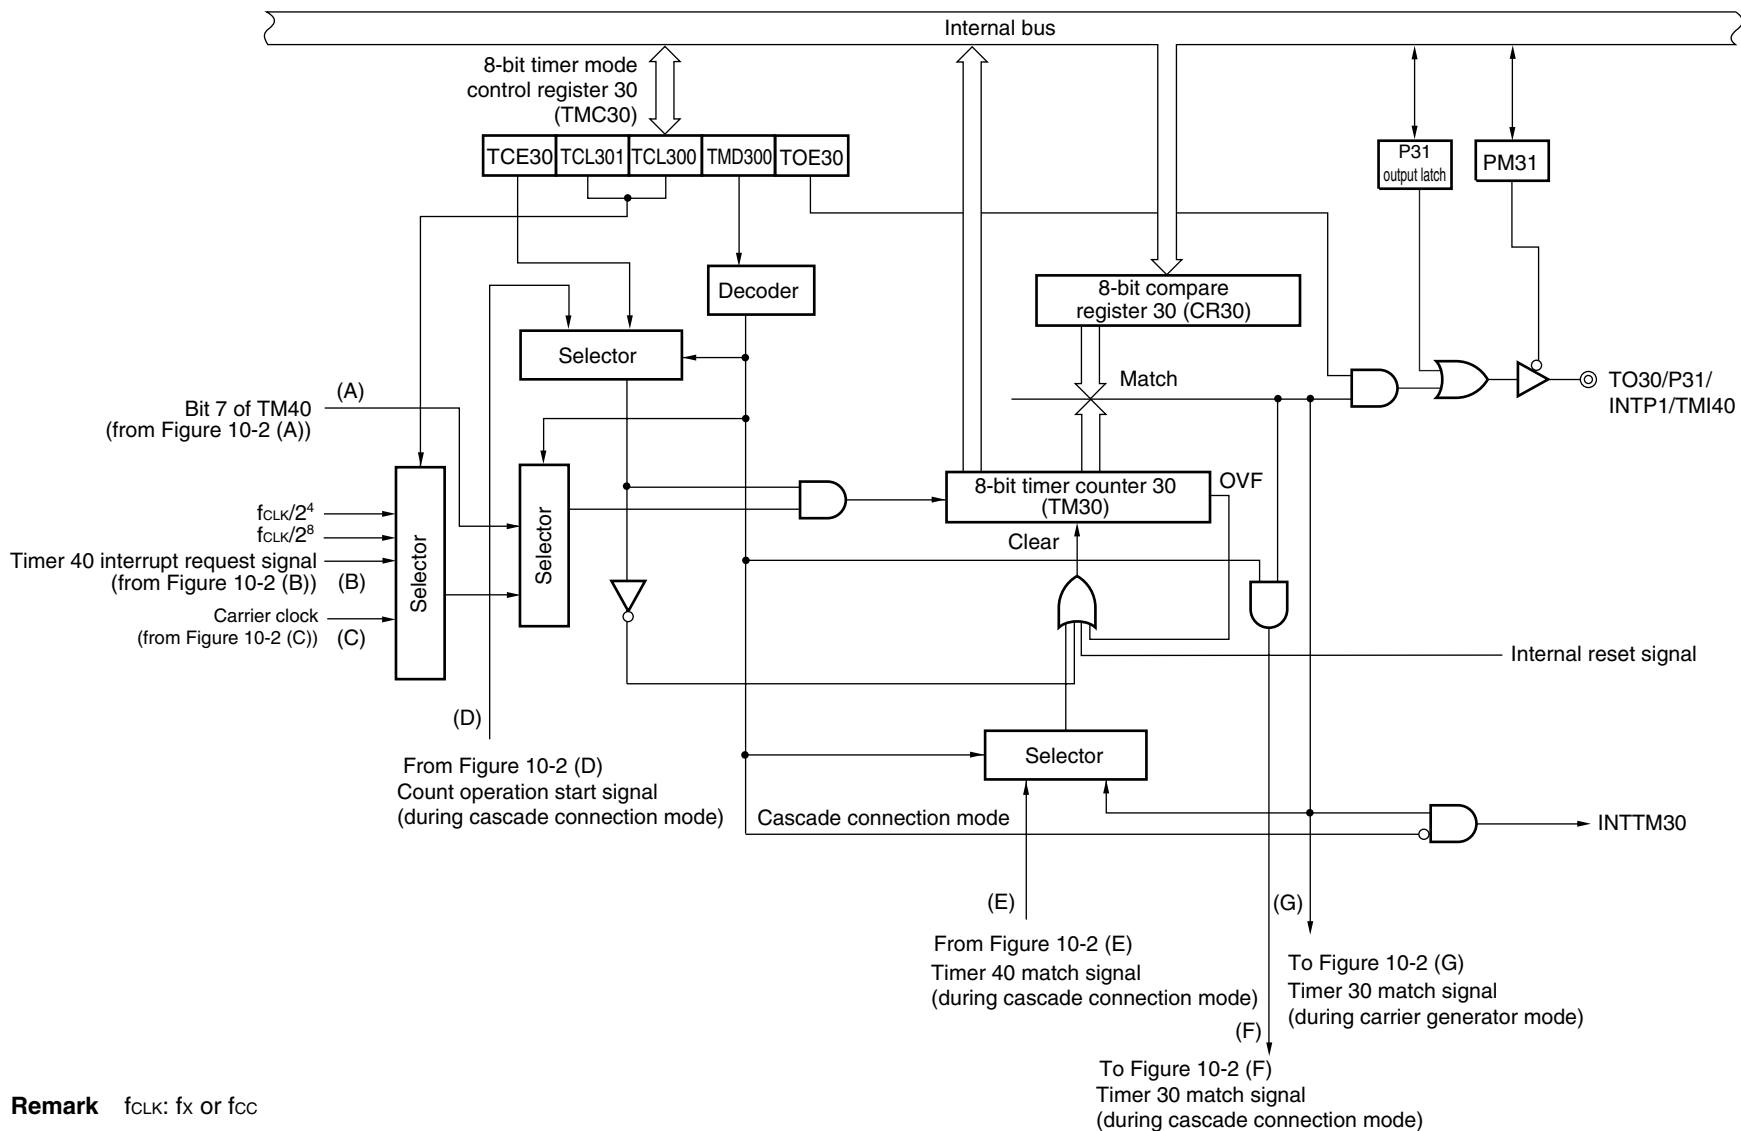 Internal bus
8-bit timer mode
control register 30
(TMC30)
TCE30 TCL301 TCL300 TMD300 TOE30
P31
output latch
PM31
Decoder
8-bit compare
register 30 (CR30)
Selector
Match
TO30/P31/
INTP1/TMI40
(A)
Bit 7 of TM40
(from Figure 10-2 (A))
8-bit timer counter 30
(TM30)
OVF
Clear
fCLK/2⁴
fCLK/2⁸
Timer 40 interrupt request signal
(from Figure 10-2 (B))
(B)
Carrier clock
(from Figure 10-2 (C))
(C)
Selector
Selector
Internal reset signal
(D)
From Figure 10-2 (D)
Count operation start signal
(during cascade connection mode)
Selector
Cascade connection mode
INTTM30
(E)
From Figure 10-2 (E)
Timer 40 match signal
(during cascade connection mode)
(G)
To Figure 10-2 (G)
Timer 30 match signal
(during carrier generator mode)
(F)
To Figure 10-2 (F)
Timer 30 match signal
(during cascade connection mode)
Remark fCLK: fX or fCC